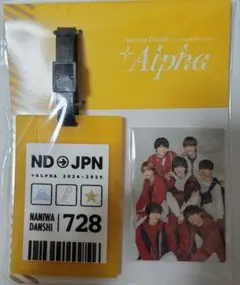 +Alpha
ND→JPN
+ALPHA 2024-2025
NANIWA
DANSHI
728